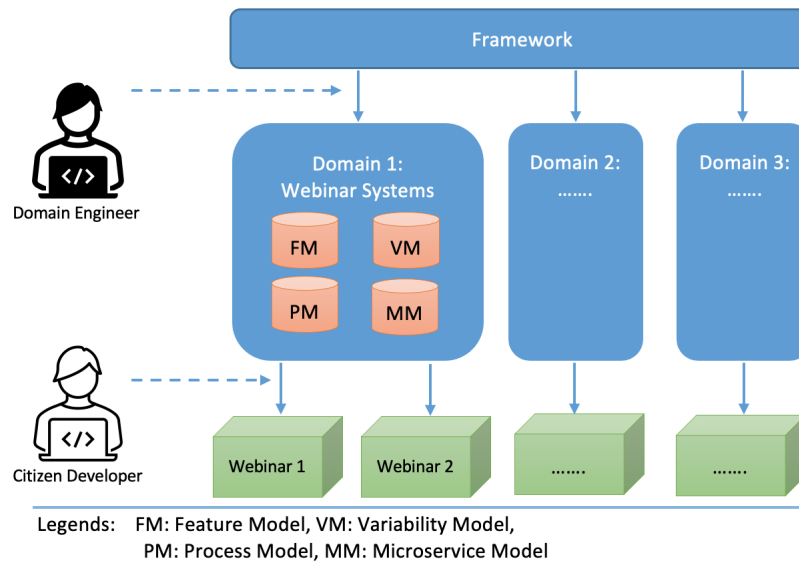 Framework
</>
Domain Engineer
Domain 1:
Webinar Systems
FM
VM
PM
MM
Domain 2:
.......
Domain 3:
.......
</>
Citizen Developer
Webinar 1
Webinar 2
.......
.......
Legends: FM: Feature Model, VM: Variability Model,
PM: Process Model, MM: Microservice Model